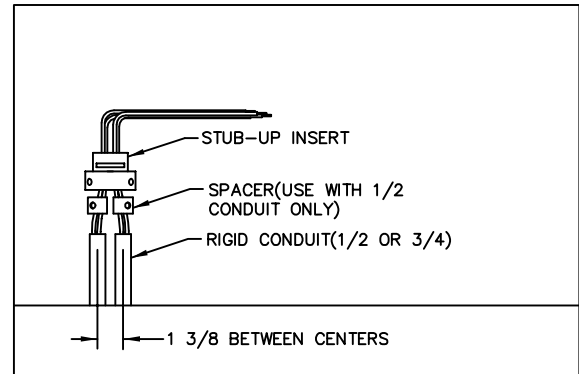 STUB-UP INSERT
SPACER(USE WITH 1/2
CONDUIT ONLY)
RIGID CONDUIT(1/2 OR 3/4)
1 3/8 BETWEEN CENTERS